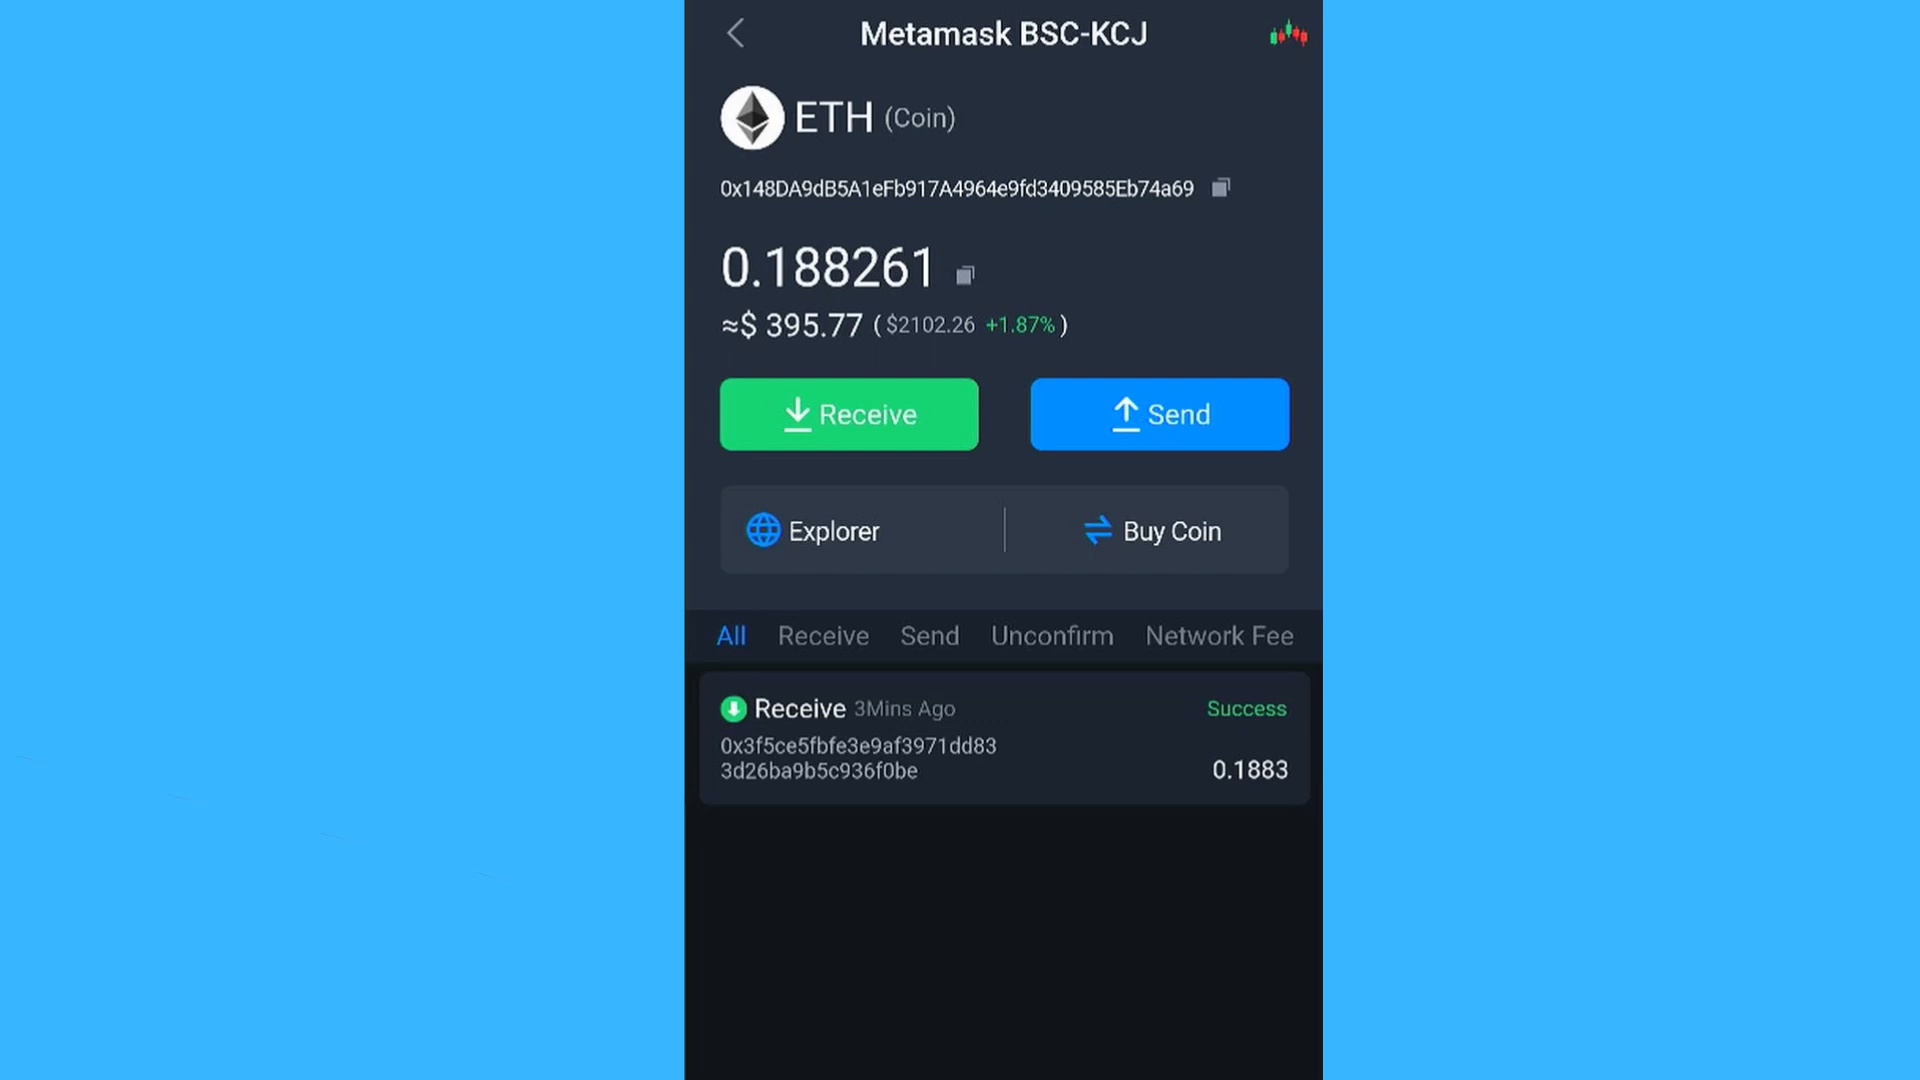 Metamask BSC-KCJ
ETH (Coin)
0x148DA9dB5A1eFb917A4964e9fd3409585Eb74a69
0.188261
≈$ 395.77 ( $2102.26 +1.87% )
Receive
Send
Explorer
Buy Coin
All Receive Send Unconfirm Network Fee
Receive 3Mins Ago Success
0x3f5ce5fbfe3e9af3971dd83
3d26ba9b5c936f0be
0.1883